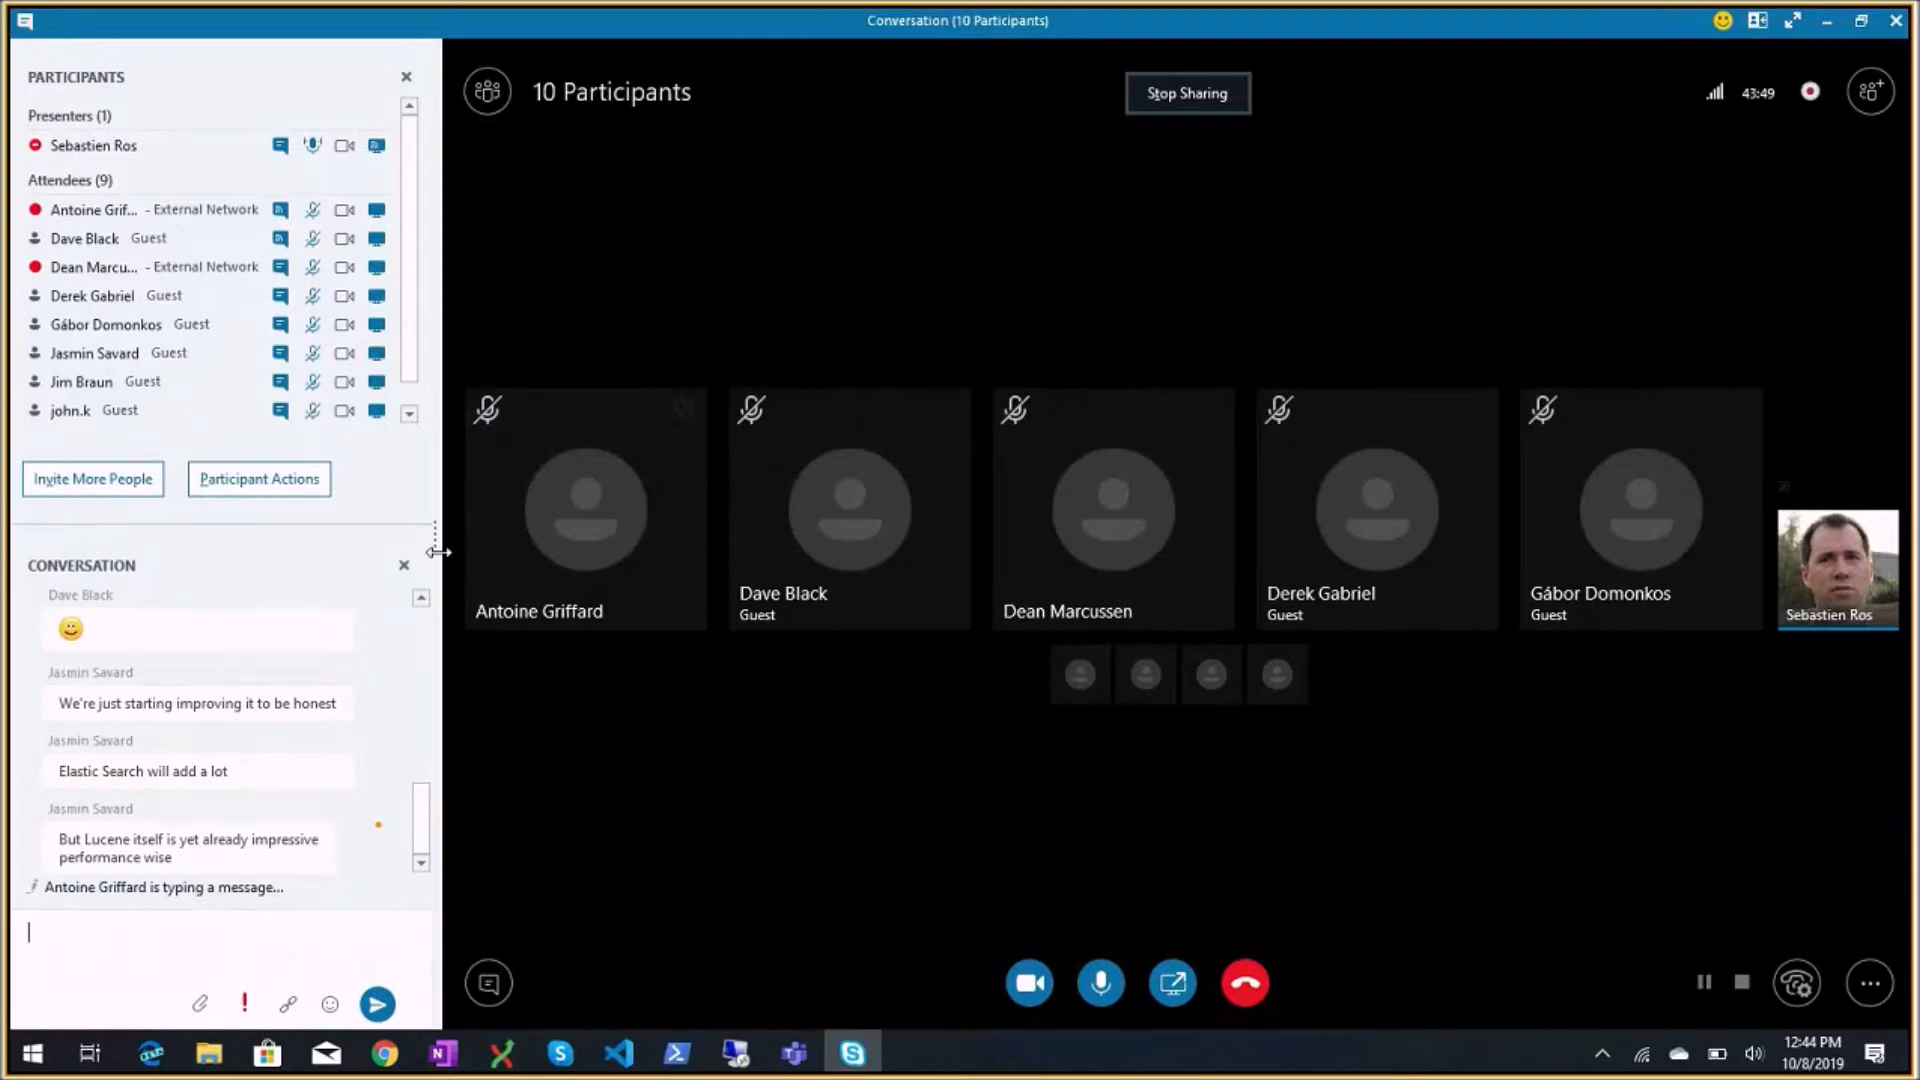 Conversation (10 Participants)
PARTICIPANTS
Presenters (1)
Sebastien Ros
Attendees (9)
Antoine Grif... - External Network
Dave Black Guest
Dean Marcu... - External Network
Derek Gabriel Guest
Gábor Domonkos Guest
Jasmin Savard Guest
Jim Braun Guest
john.k Guest
Invite More People
Participant Actions
CONVERSATION
Dave Black
Jasmin Savard
We're just starting improving it to be honest
Jasmin Savard
Elastic Search will add a lot
Jasmin Savard
But Lucene itself is yet already impressive
performance wise
Antoine Griffard is typing a message...
10 Participants
Stop Sharing
43:49
Antoine Griffard
Dave Black
Guest
Dean Marcussen
Derek Gabriel
Guest
Gábor Domonkos
Guest
Sebastien Ros
12:44 PM
10/8/2019